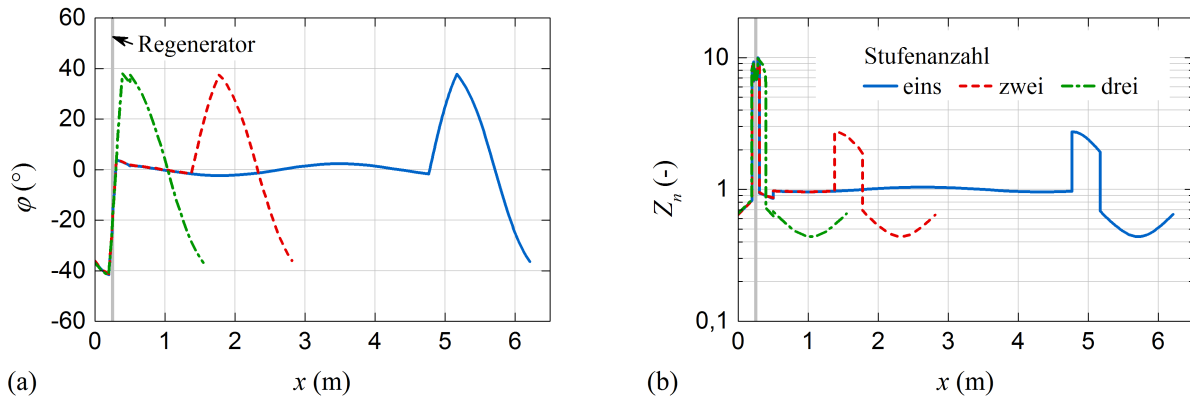 60
40
20
0
-20
-40
-60
Regenerator
φ (°)
0 1 2 3 4 5 6
x (m)
(a)
10
1
0,1
Stufenanzahl
eins zwei drei
Zn (-)
0 1 2 3 4 5 6
x (m)
(b)